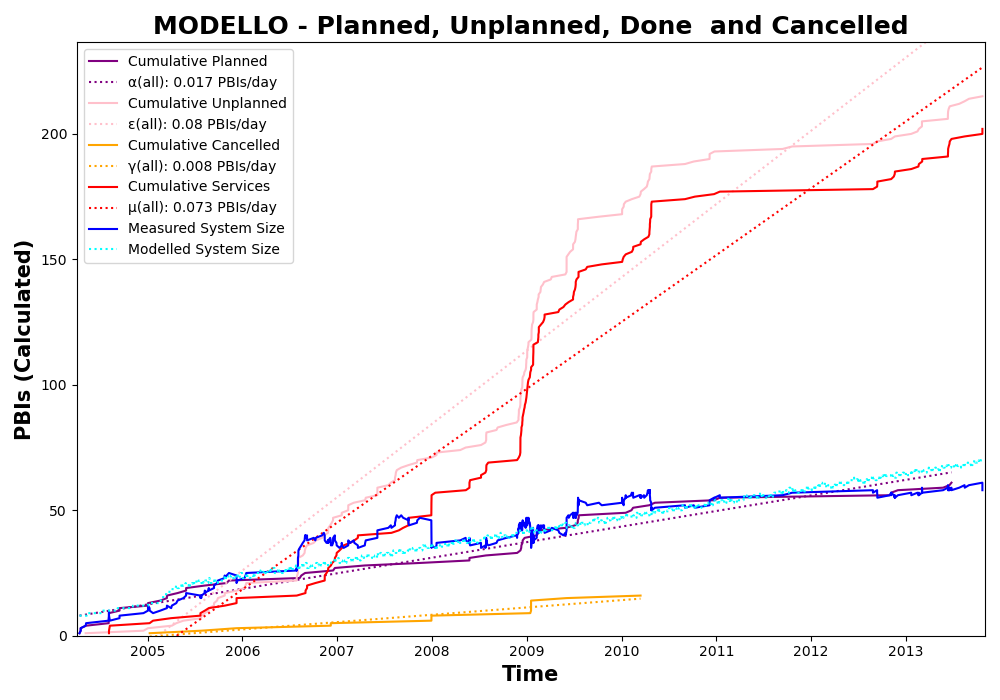 MODELLO - Planned, Unplanned, Done  and Cancelled
Cumulative Planned
α(all): 0.017 PBIs/day
Cumulative Unplanned
ε(all): 0.08 PBIs/day
Cumulative Cancelled
γ(all): 0.008 PBIs/day
Cumulative Services
μ(all): 0.073 PBIs/day
Measured System Size
Modelled System Size
PBIs (Calculated)
200
150
100
50
0
2005 2006 2007 2008 2009 2010 2011 2012 2013
Time